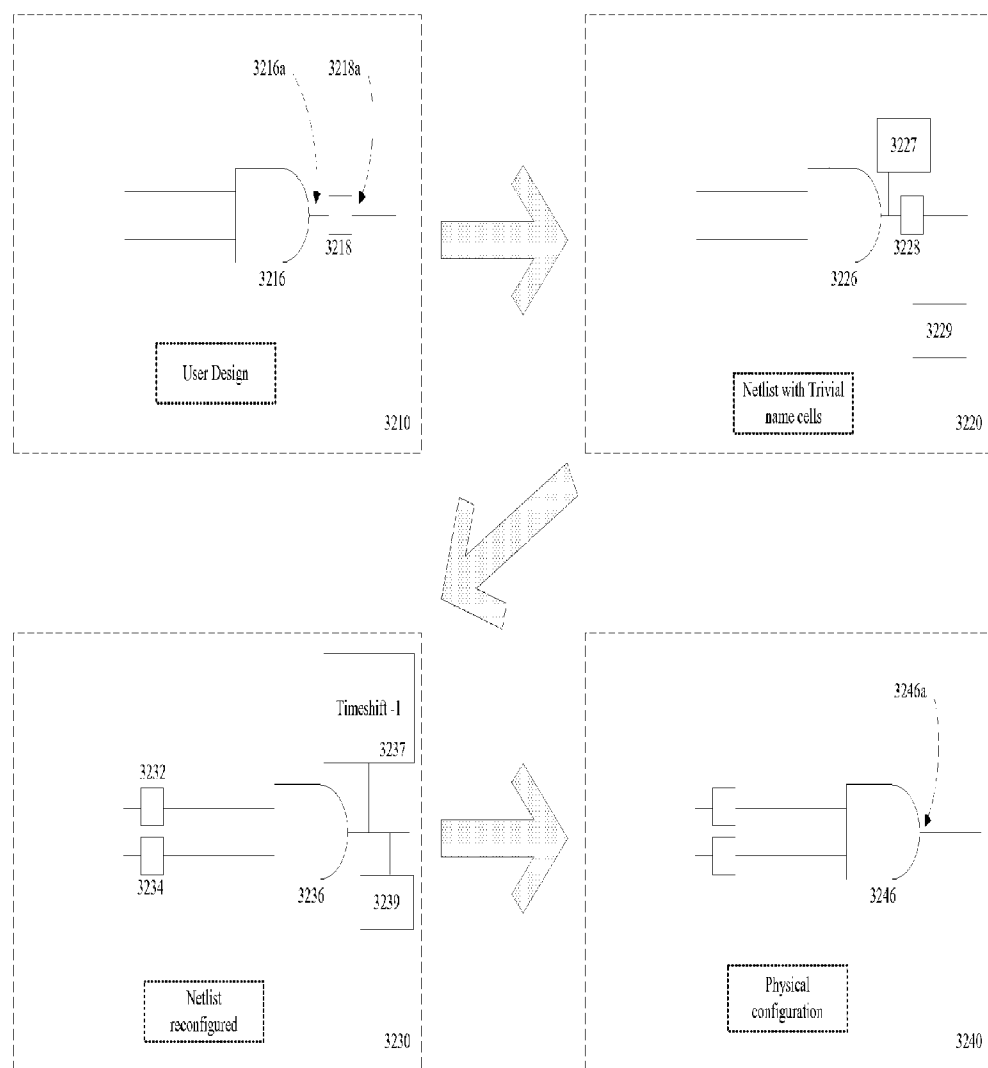 3216a
3218a
3218
3216
User Design
3210
3227
3228
3226
3229
Netlist with Trivial
name cells
3220
Timeshift -1
3237
3232
3234
3236
3239
Netlist
reconfigured
3230
3246a
3246
Physical
configuration
3240